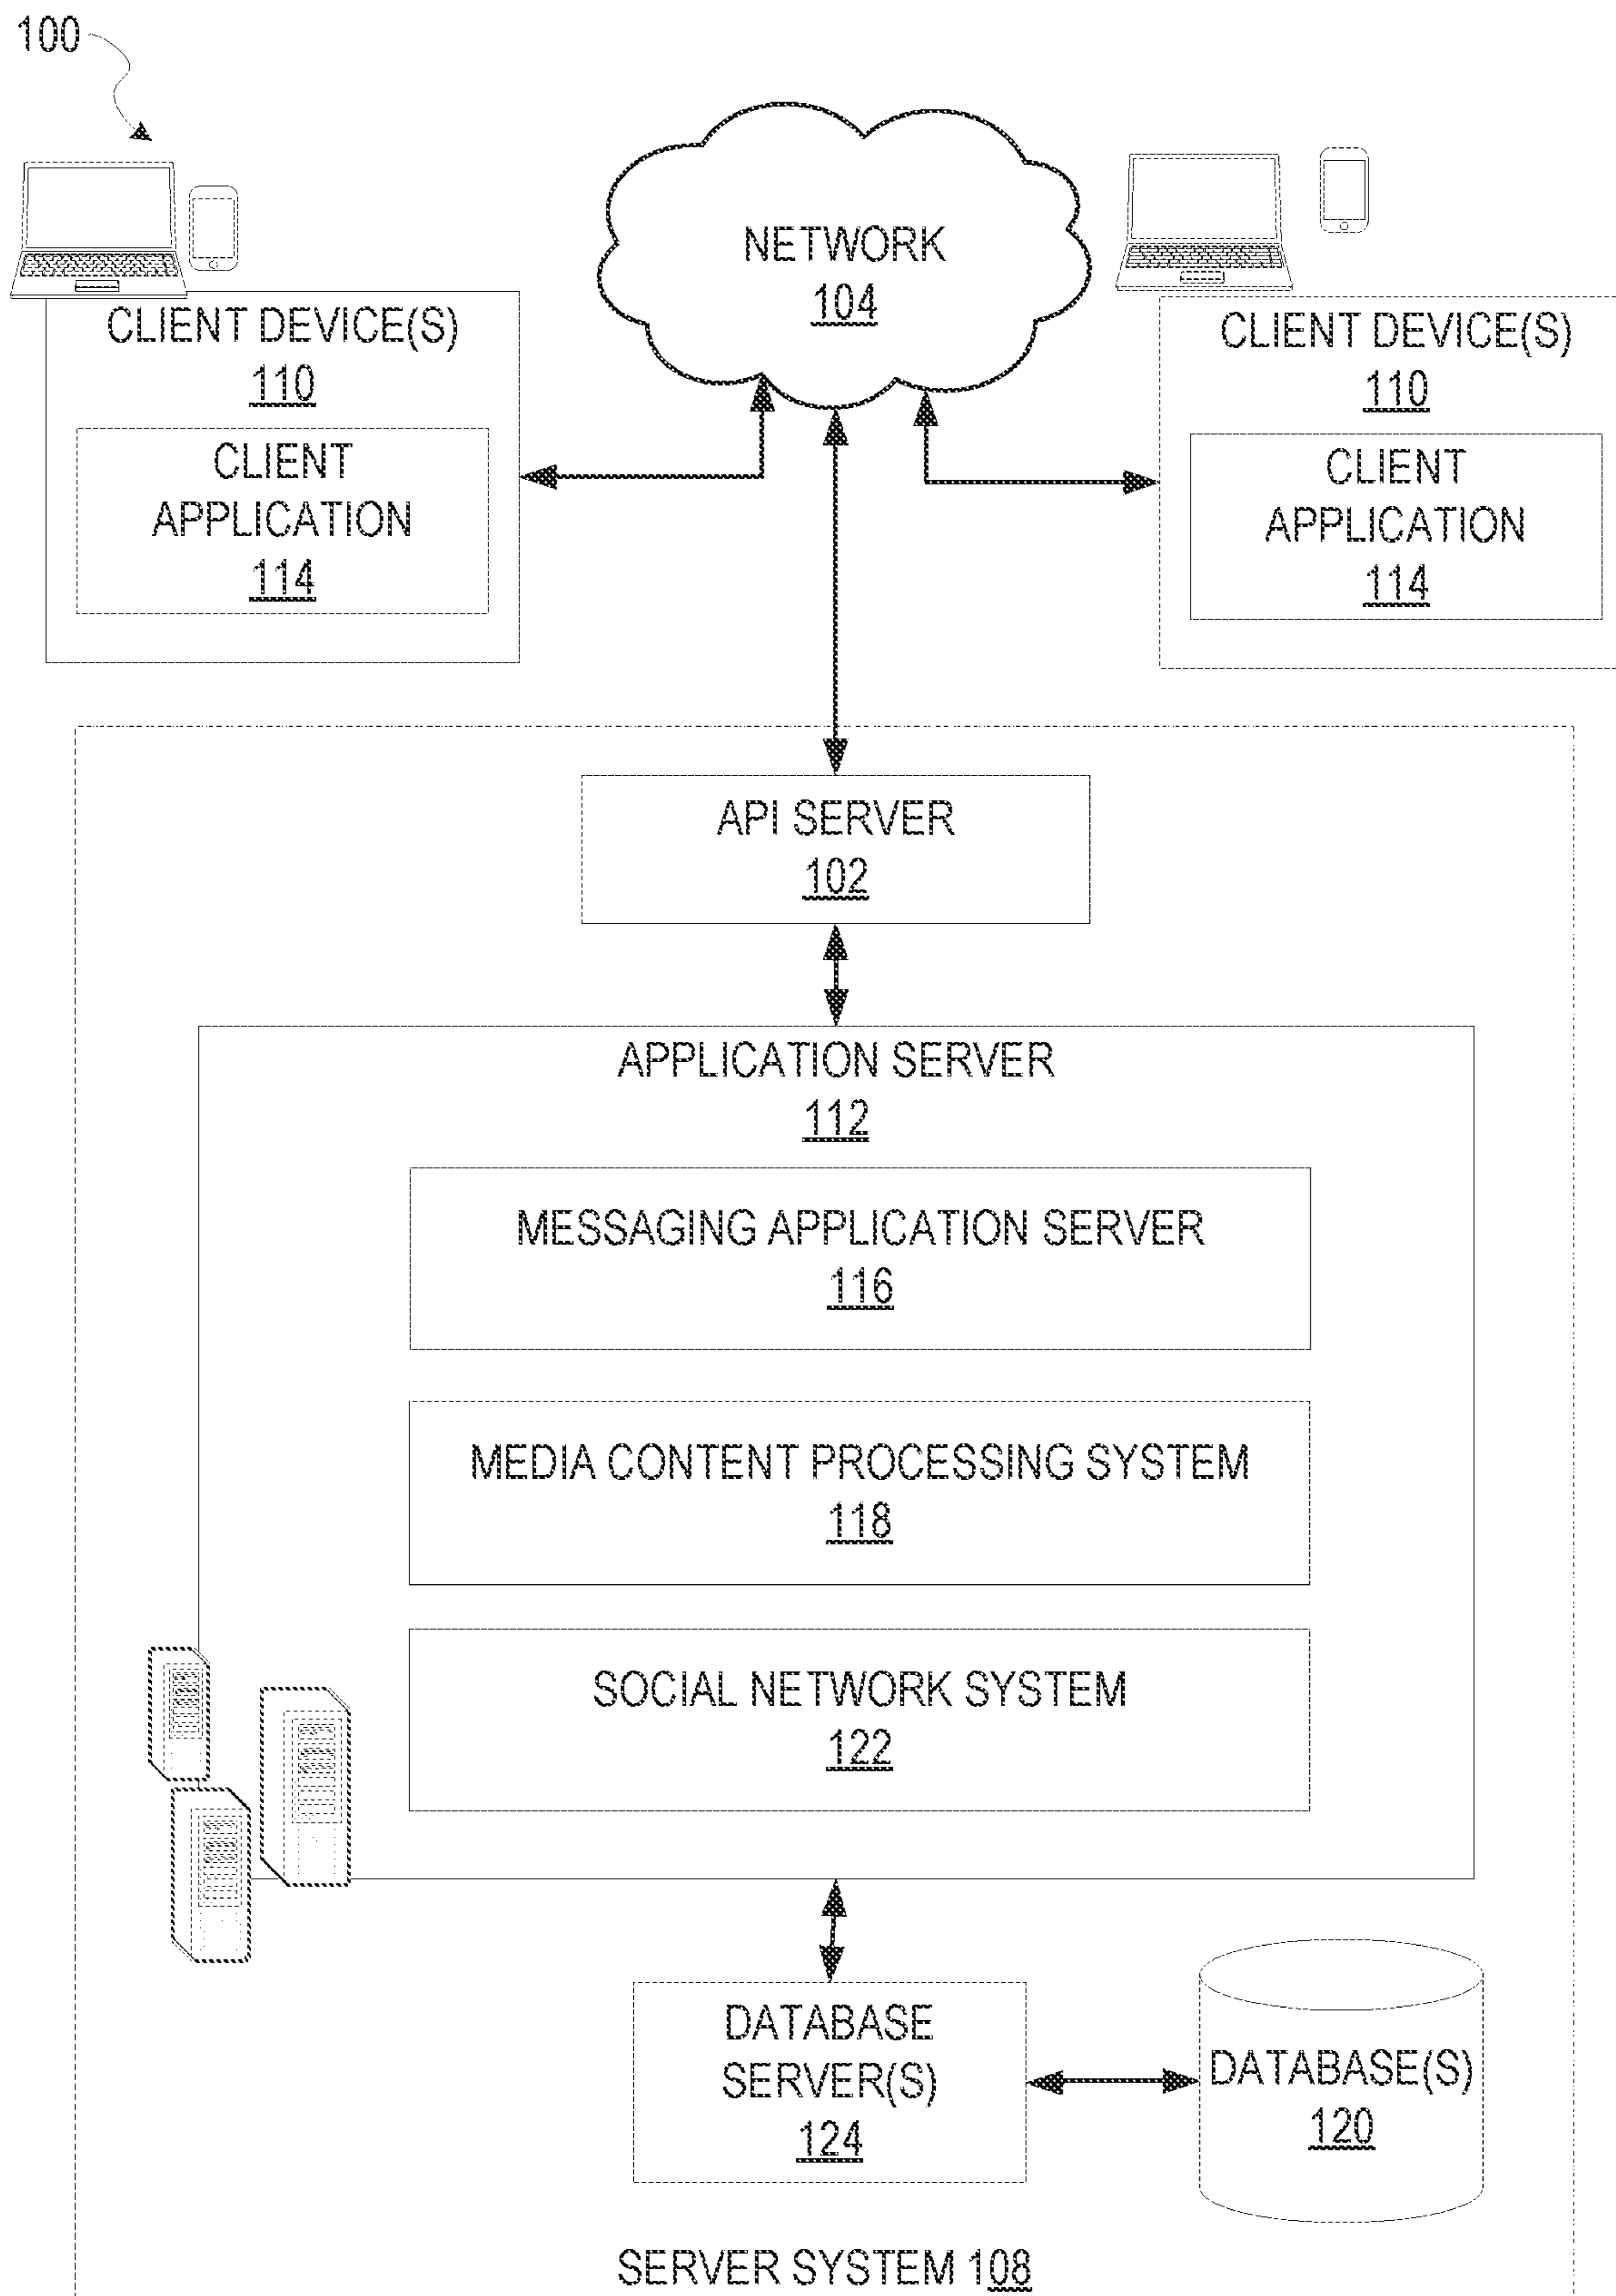 100
NETWORK
104
CLIENT DEVICE(S)
110
CLIENT
APPLICATION
114
CLIENT DEVICE(S)
110
CLIENT
APPLICATION
114
API SERVER
102
APPLICATION SERVER
112
MESSAGING APPLICATION SERVER
116
MEDIA CONTENT PROCESSING SYSTEM
118
SOCIAL NETWORK SYSTEM
122
DATABASE
SERVER(S)
124
DATABASE(S)
120
SERVER SYSTEM 108